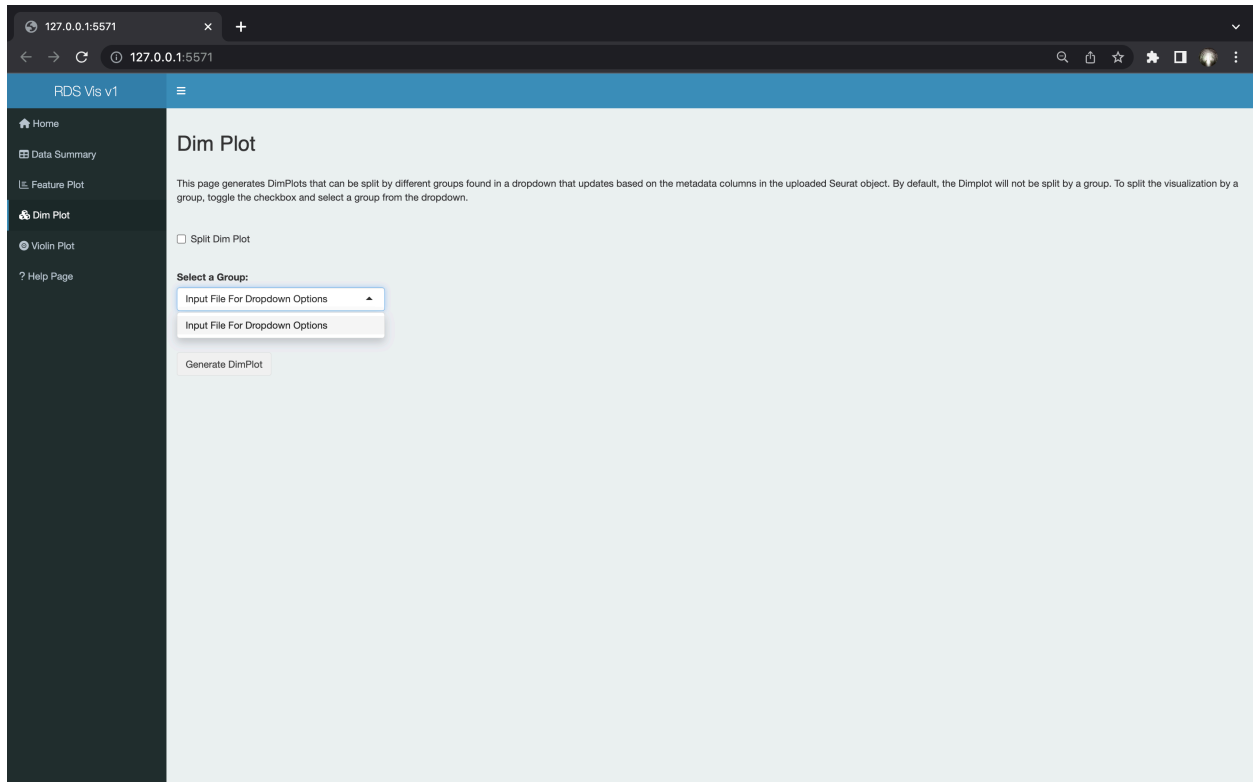 127.0.0.1:5571
127.0.0.1:5571
RDS Vis v1
Home
Data Summary
Feature Plot
Dim Plot
Violin Plot
? Help Page
Dim Plot
This page generates DimPlots that can be split by different groups found in a dropdown that updates based on the metadata columns in the uploaded Seurat object. By default, the Dimplot will not be split by a group. To split the visualization by a
group, toggle the checkbox and select a group from the dropdown.
Split Dim Plot
Select a Group:
Input File For Dropdown Options
Input File For Dropdown Options
Generate DimPlot